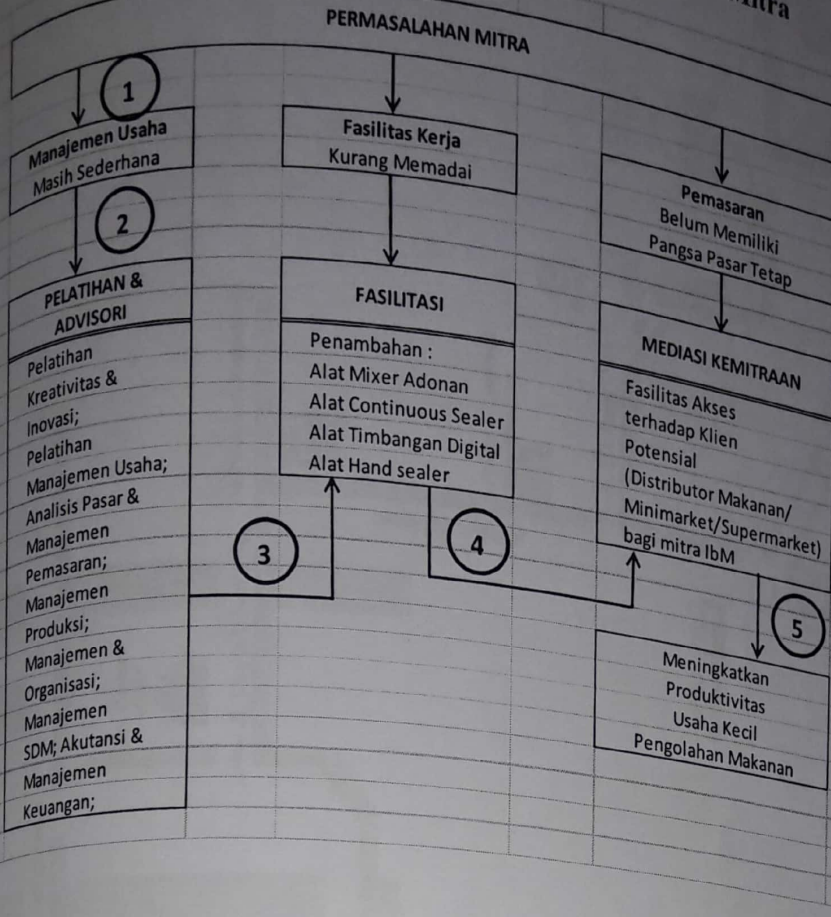 PERMASALAHAN MITRA
1
Manajemen Usaha
Masih Sederhana
Fasilitas Kerja
Kurang Memadai
Pemasaran
Belum Memiliki
Pangsa Pasar Tetap
2
PELATIHAN &
ADVISORI
Pelatihan
Kreativitas &
Inovasi;
Pelatihan
Manajemen Usaha;
Analisis Pasar &
Manajemen
Pemasaran;
Manajemen
Produksi;
Manajemen &
Organisasi;
Manajemen
SDM; Akutansi &
Manajemen
Keuangan;
FASILITASI
Penambahan :
Alat Mixer Adonan
Alat Continuous Sealer
Alat Timbangan Digital
Alat Hand sealer
MEDIASI KEMITRAAN
Fasilitas Akses
terhadap Klien
Potensial
(Distributor Makanan/
Minimarket/Supermarket)
bagi mitra IbM
3
4
5
Meningkatkan
Produktivitas
Usaha Kecil
Pengolahan Makanan